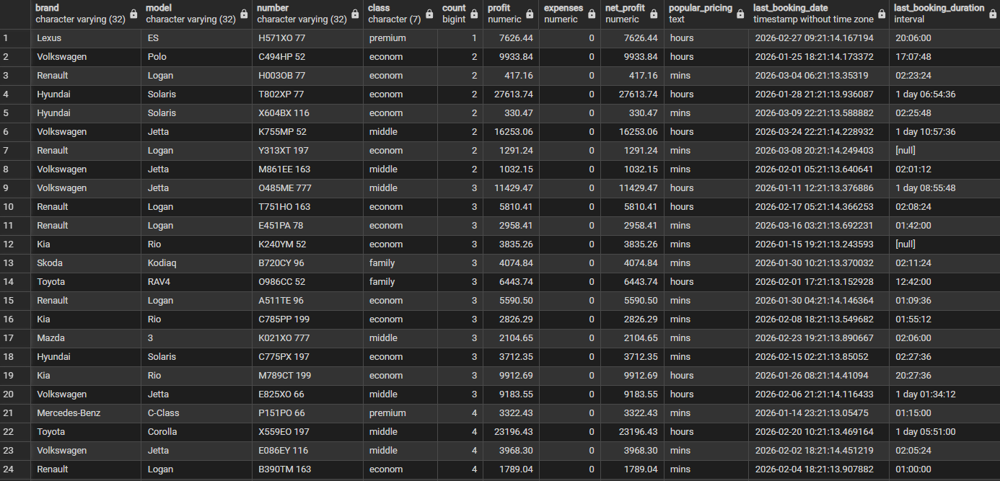 brand model number class count profit expenses net_profit popular_pricing last_booking_date last_booking_duration
character varying (32) character varying (32) character varying (32) character (7) bigint numeric numeric numeric text timestamp without time zone interval
1 Lexus ES H571XO 77 premium 1 7626.44 0 7626.44 hours 2026-02-27 09:21:14.167194 20:06:00
2 Volkswagen Polo C494HP 52 econom 2 9933.84 0 9933.84 hours 2026-01-25 18:21:14.173372 17:07:48
3 Renault Logan H003OB 77 econom 2 417.16 0 417.16 mins 2026-03-04 06:21:13.35319 02:23:24
4 Hyundai Solaris T802XP 77 econom 2 27613.74 0 27613.74 hours 2026-01-28 21:21:13.936087 1 day 06:54:36
5 Hyundai Solaris X604BX 116 econom 2 330.47 0 330.47 mins 2026-03-09 22:21:13.588882 02:25:48
6 Volkswagen Jetta K755MP 52 middle 2 16253.06 0 16253.06 hours 2026-03-24 22:21:14.228932 1 day 10:57:36
7 Renault Logan Y313XT 197 econom 2 1291.24 0 1291.24 mins 2026-03-08 20:21:14.249403 [null]
8 Volkswagen Jetta M861EE 163 middle 2 1032.15 0 1032.15 mins 2026-02-01 05:21:13.640641 02:01:12
9 Volkswagen Jetta O485ME 777 middle 3 11429.47 0 11429.47 hours 2026-01-11 12:21:13.376886 1 day 08:55:48
10 Renault Logan T751HO 163 econom 3 5810.41 0 5810.41 hours 2026-02-17 05:21:14.366253 02:08:24
11 Renault Logan E451PA 78 econom 3 2958.41 0 2958.41 mins 2026-03-16 03:21:13.692231 01:42:00
12 Kia Rio K240YM 52 econom 3 3835.26 0 3835.26 mins 2026-01-15 19:21:13.243593 [null]
13 Skoda Kodiaq B720CY 96 family 3 4074.84 0 4074.84 mins 2026-01-30 10:21:13.370032 02:11:24
14 Toyota RAV4 O986CC 52 family 3 6443.74 0 6443.74 hours 2026-02-01 17:21:13.152928 12:42:00
15 Renault Logan A511TE 96 econom 3 5590.50 0 5590.50 mins 2026-01-30 04:21:14.146364 01:09:36
16 Kia Rio C785PP 199 econom 3 2826.29 0 2826.29 mins 2026-02-08 18:21:13.549682 01:55:12
17 Mazda 3 K021XO 777 middle 3 2104.65 0 2104.65 mins 2026-02-23 19:21:13.890667 02:06:00
18 Hyundai Solaris C775PX 197 econom 3 3712.35 0 3712.35 mins 2026-02-15 02:21:13.85052 02:27:36
19 Kia Rio M789CT 199 econom 3 9912.69 0 9912.69 hours 2026-01-26 08:21:14.41094 20:27:36
20 Volkswagen Jetta E825XO 66 middle 3 9183.55 0 9183.55 hours 2026-02-06 21:21:14.116433 1 day 01:34:12
21 Mercedes-Benz C-Class P151PO 66 premium 4 3322.43 0 3322.43 mins 2026-01-14 23:21:13.05475 01:15:00
22 Toyota Corolla X559EO 197 middle 4 23196.43 0 23196.43 hours 2026-02-20 10:21:13.469164 1 day 05:51:00
23 Volkswagen Jetta E086EY 116 middle 4 3968.30 0 3968.30 mins 2026-02-02 18:21:14.451219 02:05:24
24 Renault Logan B390TM 163 econom 4 1789.04 0 1789.04 mins 2026-02-04 18:21:13.907882 01:00:00